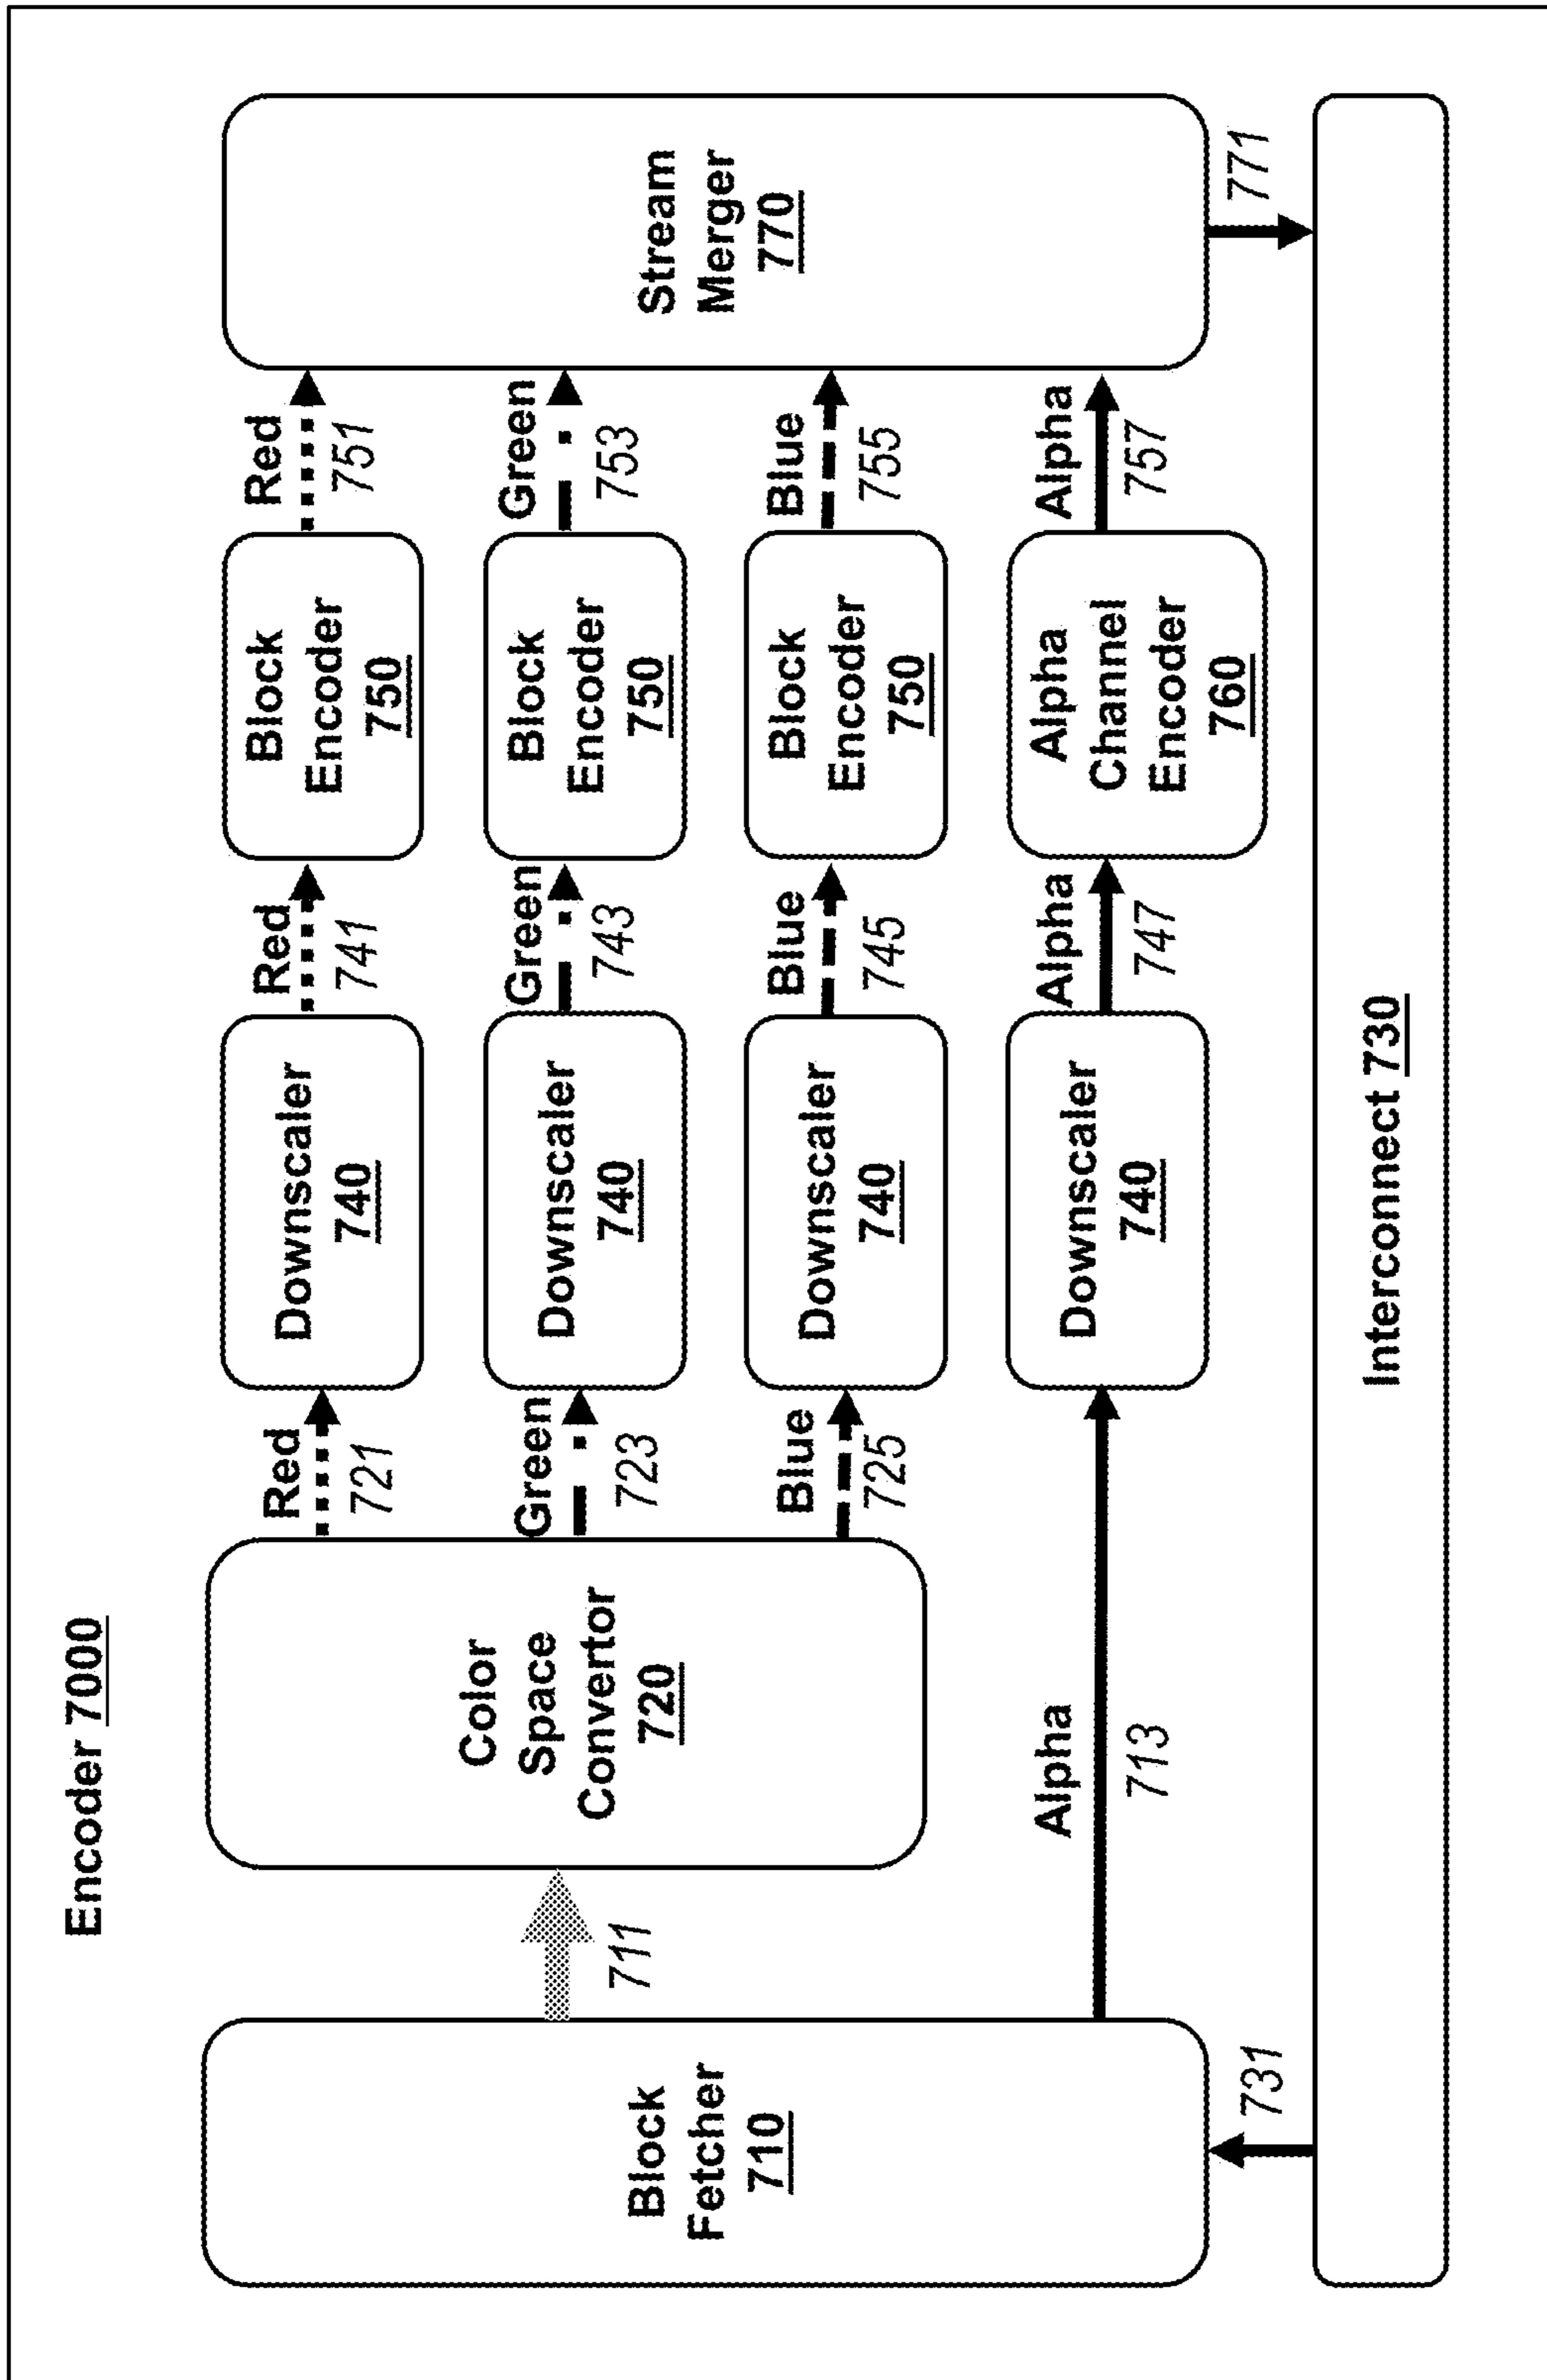 Encoder 7000
Block
Fetcher
710
711
Color
Space
Convertor
720
Red
721
Green
723
Blue
725
Alpha
713
Downscaler
740
Downscaler
740
Downscaler
740
Downscaler
740
Red
741
Green
743
Blue
745
Alpha
747
Block
Encoder
750
Block
Encoder
750
Block
Encoder
750
Alpha
Channel
Encoder
760
Red
751
Green
753
Blue
755
Alpha
757
Stream
Merger
770
731
771
Interconnect 730